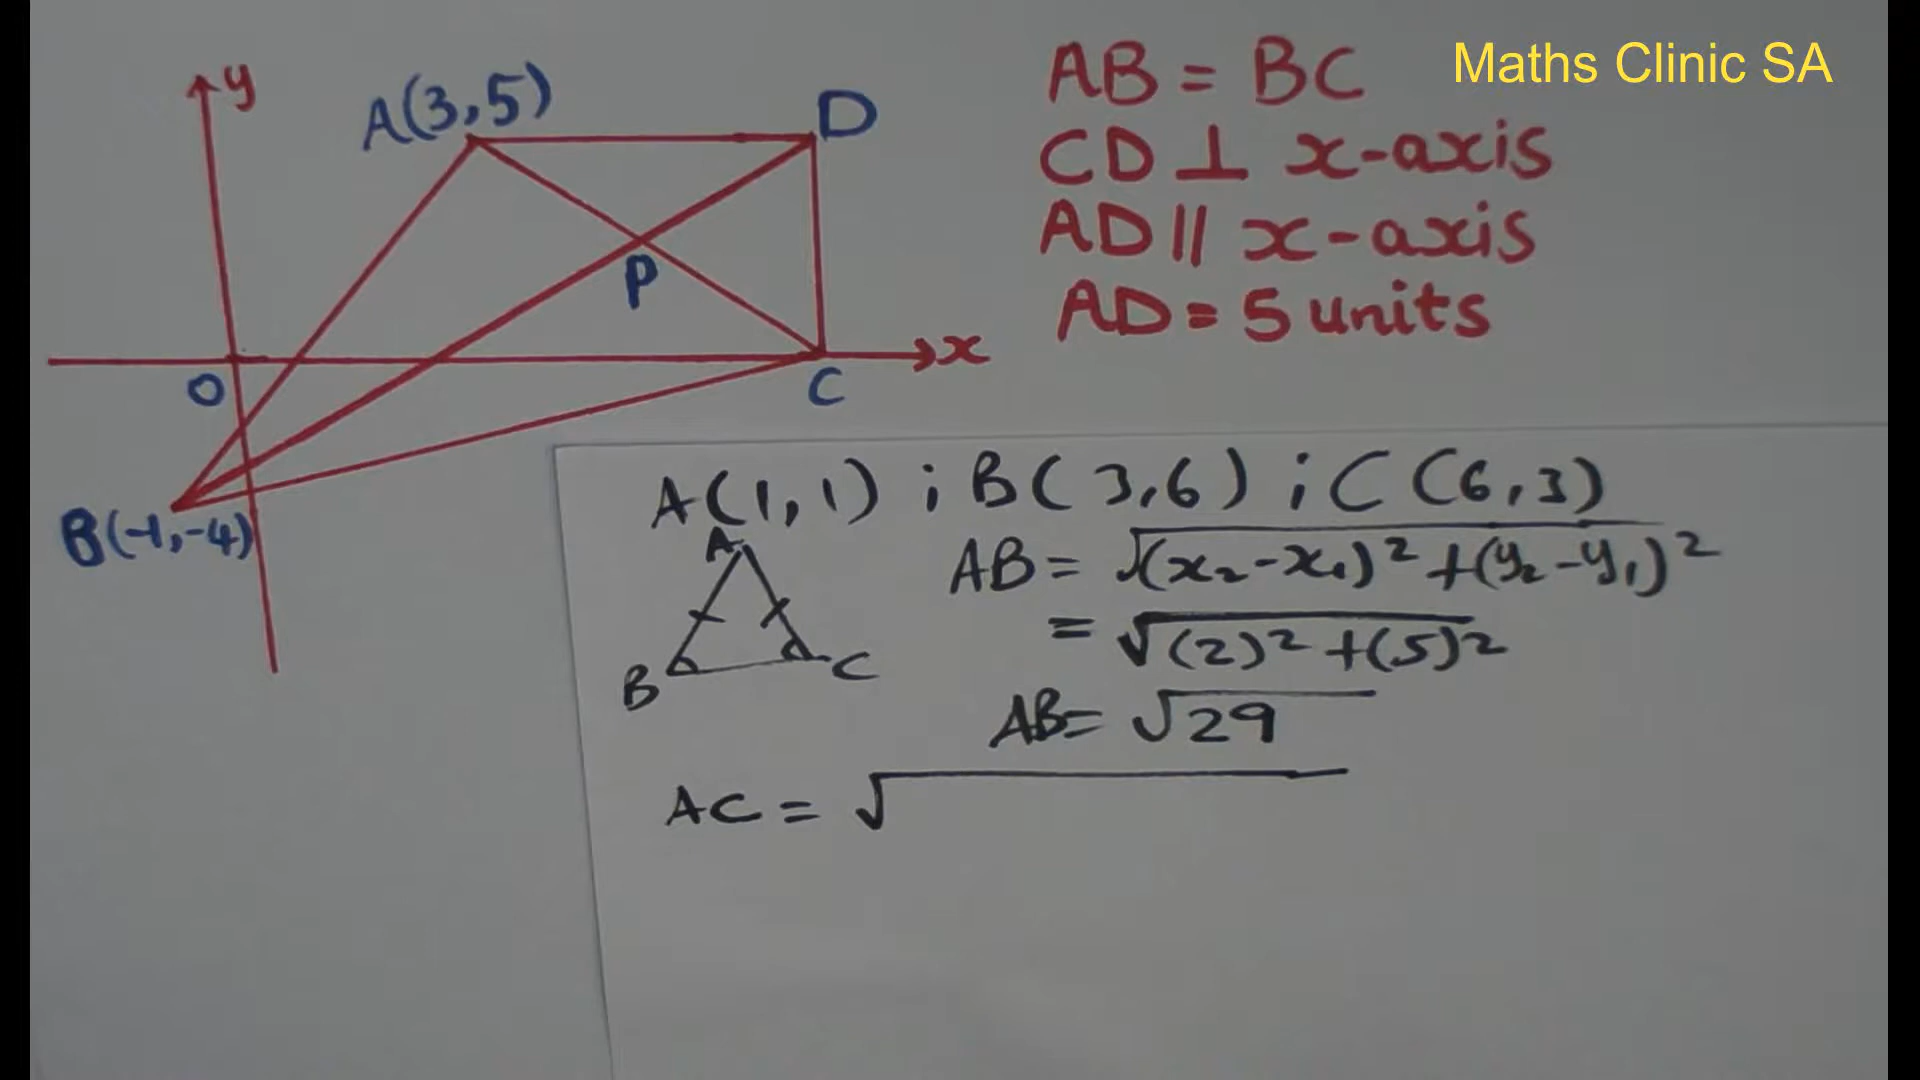 Maths Clinic SA
y
A(3,5)
D
P
x
O
C
B(-1,-4)
AB = BC
CD ⊥ x-axis
AD || x-axis
AD = 5 units
A(1,1) ; B(3,6) ; C(6,3)
A
B
C
AB = √(x₂-x₁)²+(y₂-y₁)²
= √(2)²+(5)²
AB= √29
AC = √